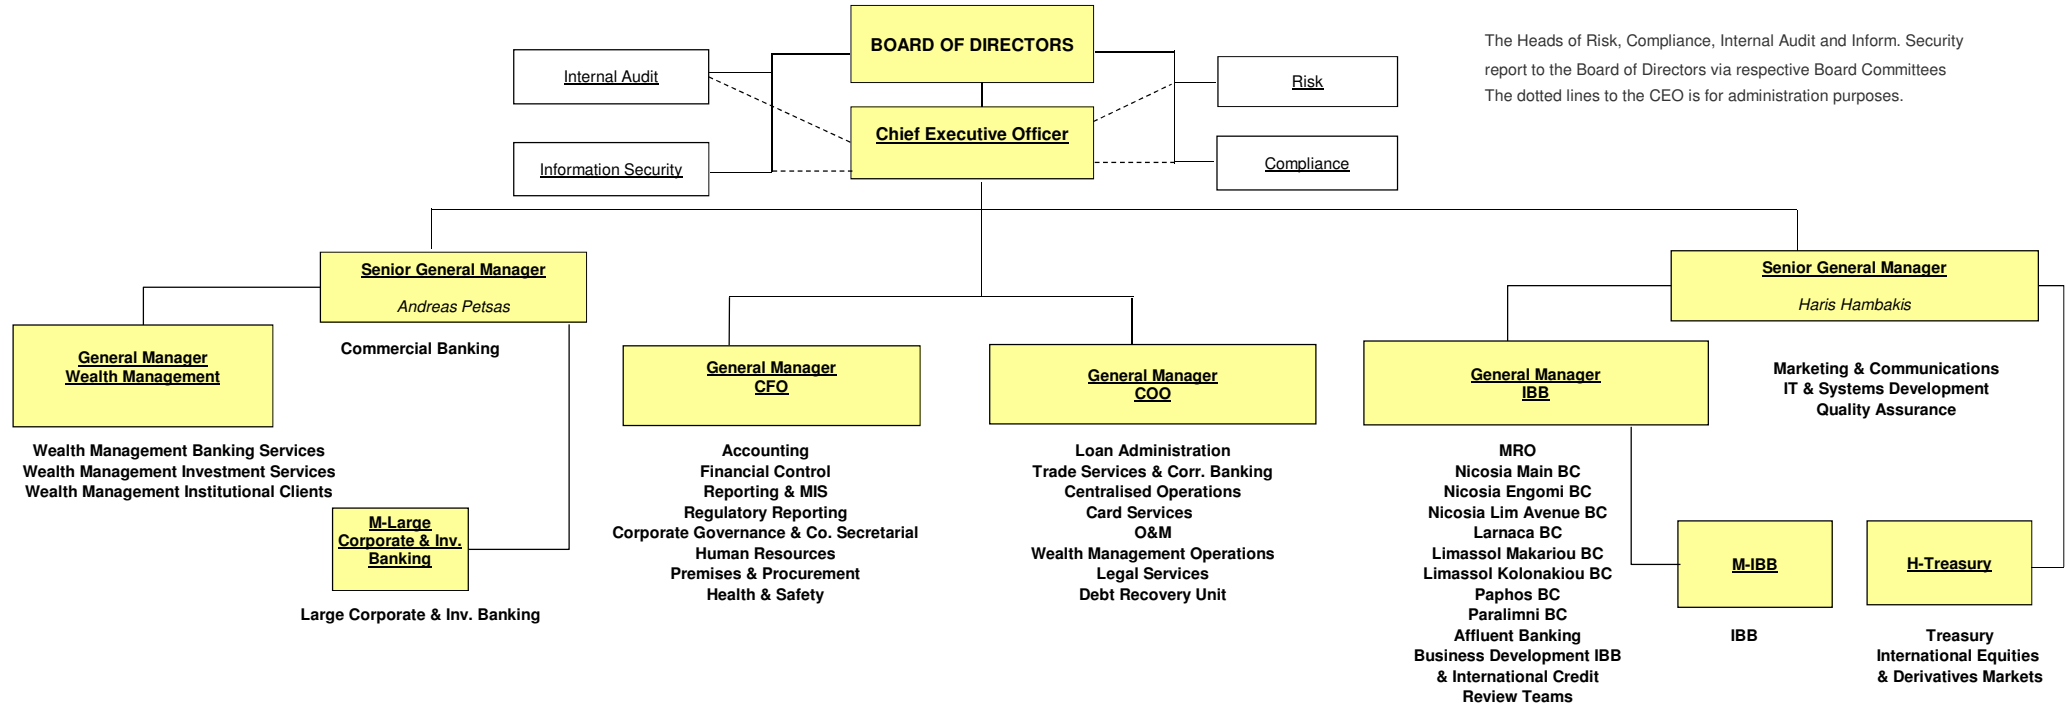 BOARD OF DIRECTORS
The Heads of Risk, Compliance, Internal Audit and Inform. Security
report to the Board of Directors via respective Board Committees
The dotted lines to the CEO is for administration purposes.
Internal Audit
Risk
Chief Executive Officer
Information Security
Compliance
Senior General Manager
Andreas Petsas
Commercial Banking
Senior General Manager
Haris Hambakis
Marketing & Communications
IT & Systems Development
Quality Assurance
General Manager
Wealth Management
Wealth Management Banking Services
Wealth Management Investment Services
Wealth Management Institutional Clients
M-Large
Corporate & Inv.
Banking
Large Corporate & Inv. Banking
General Manager
CFO
Accounting
Financial Control
Reporting & MIS
Regulatory Reporting
Corporate Governance & Co. Secretarial
Human Resources
Premises & Procurement
Health & Safety
General Manager
COO
Loan Administration
Trade Services & Corr. Banking
Centralised Operations
Card Services
O&M
Wealth Management Operations
Legal Services
Debt Recovery Unit
General Manager
IBB
MRO
Nicosia Main BC
Nicosia Engomi BC
Nicosia Lim Avenue BC
Larnaca BC
Limassol Makariou BC
Limassol Kolonakiou BC
Paphos BC
Paralimni BC
Affluent Banking
Business Development IBB
& International Credit
Review Teams
M-IBB
IBB
H-Treasury
Treasury
International Equities
& Derivatives Markets